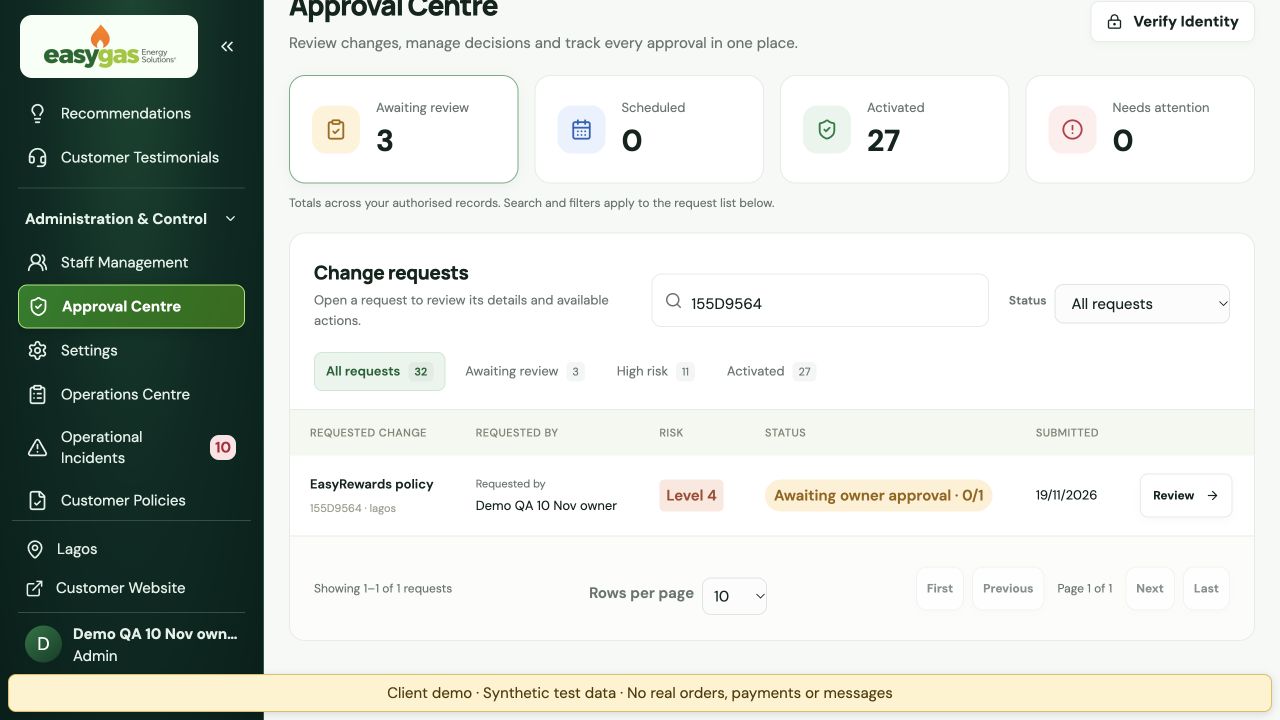 easygas Energy Solutions
Recommendations
Customer Testimonials
Administration & Control
Staff Management
Approval Centre
Settings
Operations Centre
Operational
Incidents
10
Customer Policies
Lagos
Customer Website
D
Demo QA 10 Nov own...
Admin
Approval Centre
Review changes, manage decisions and track every approval in one place.
Verify Identity
Awaiting review
3
Scheduled
0
Activated
27
Needs attention
0
Totals across your authorised records. Search and filters apply to the request list below.
Change requests
Open a request to review its details and available
actions.
155D9564
Status
All requests
All requests 32
Awaiting review 3
High risk 11
Activated 27
REQUESTED CHANGE REQUESTED BY RISK STATUS SUBMITTED
EasyRewards policy
155D9564 · lagos
Requested by
Demo QA 10 Nov owner
Level 4
Awaiting owner approval · 0/1
19/11/2026
Review →
Showing 1–1 of 1 requests
Rows per page 10
First Previous Page 1 of 1 Next Last
Client demo · Synthetic test data · No real orders, payments or messages